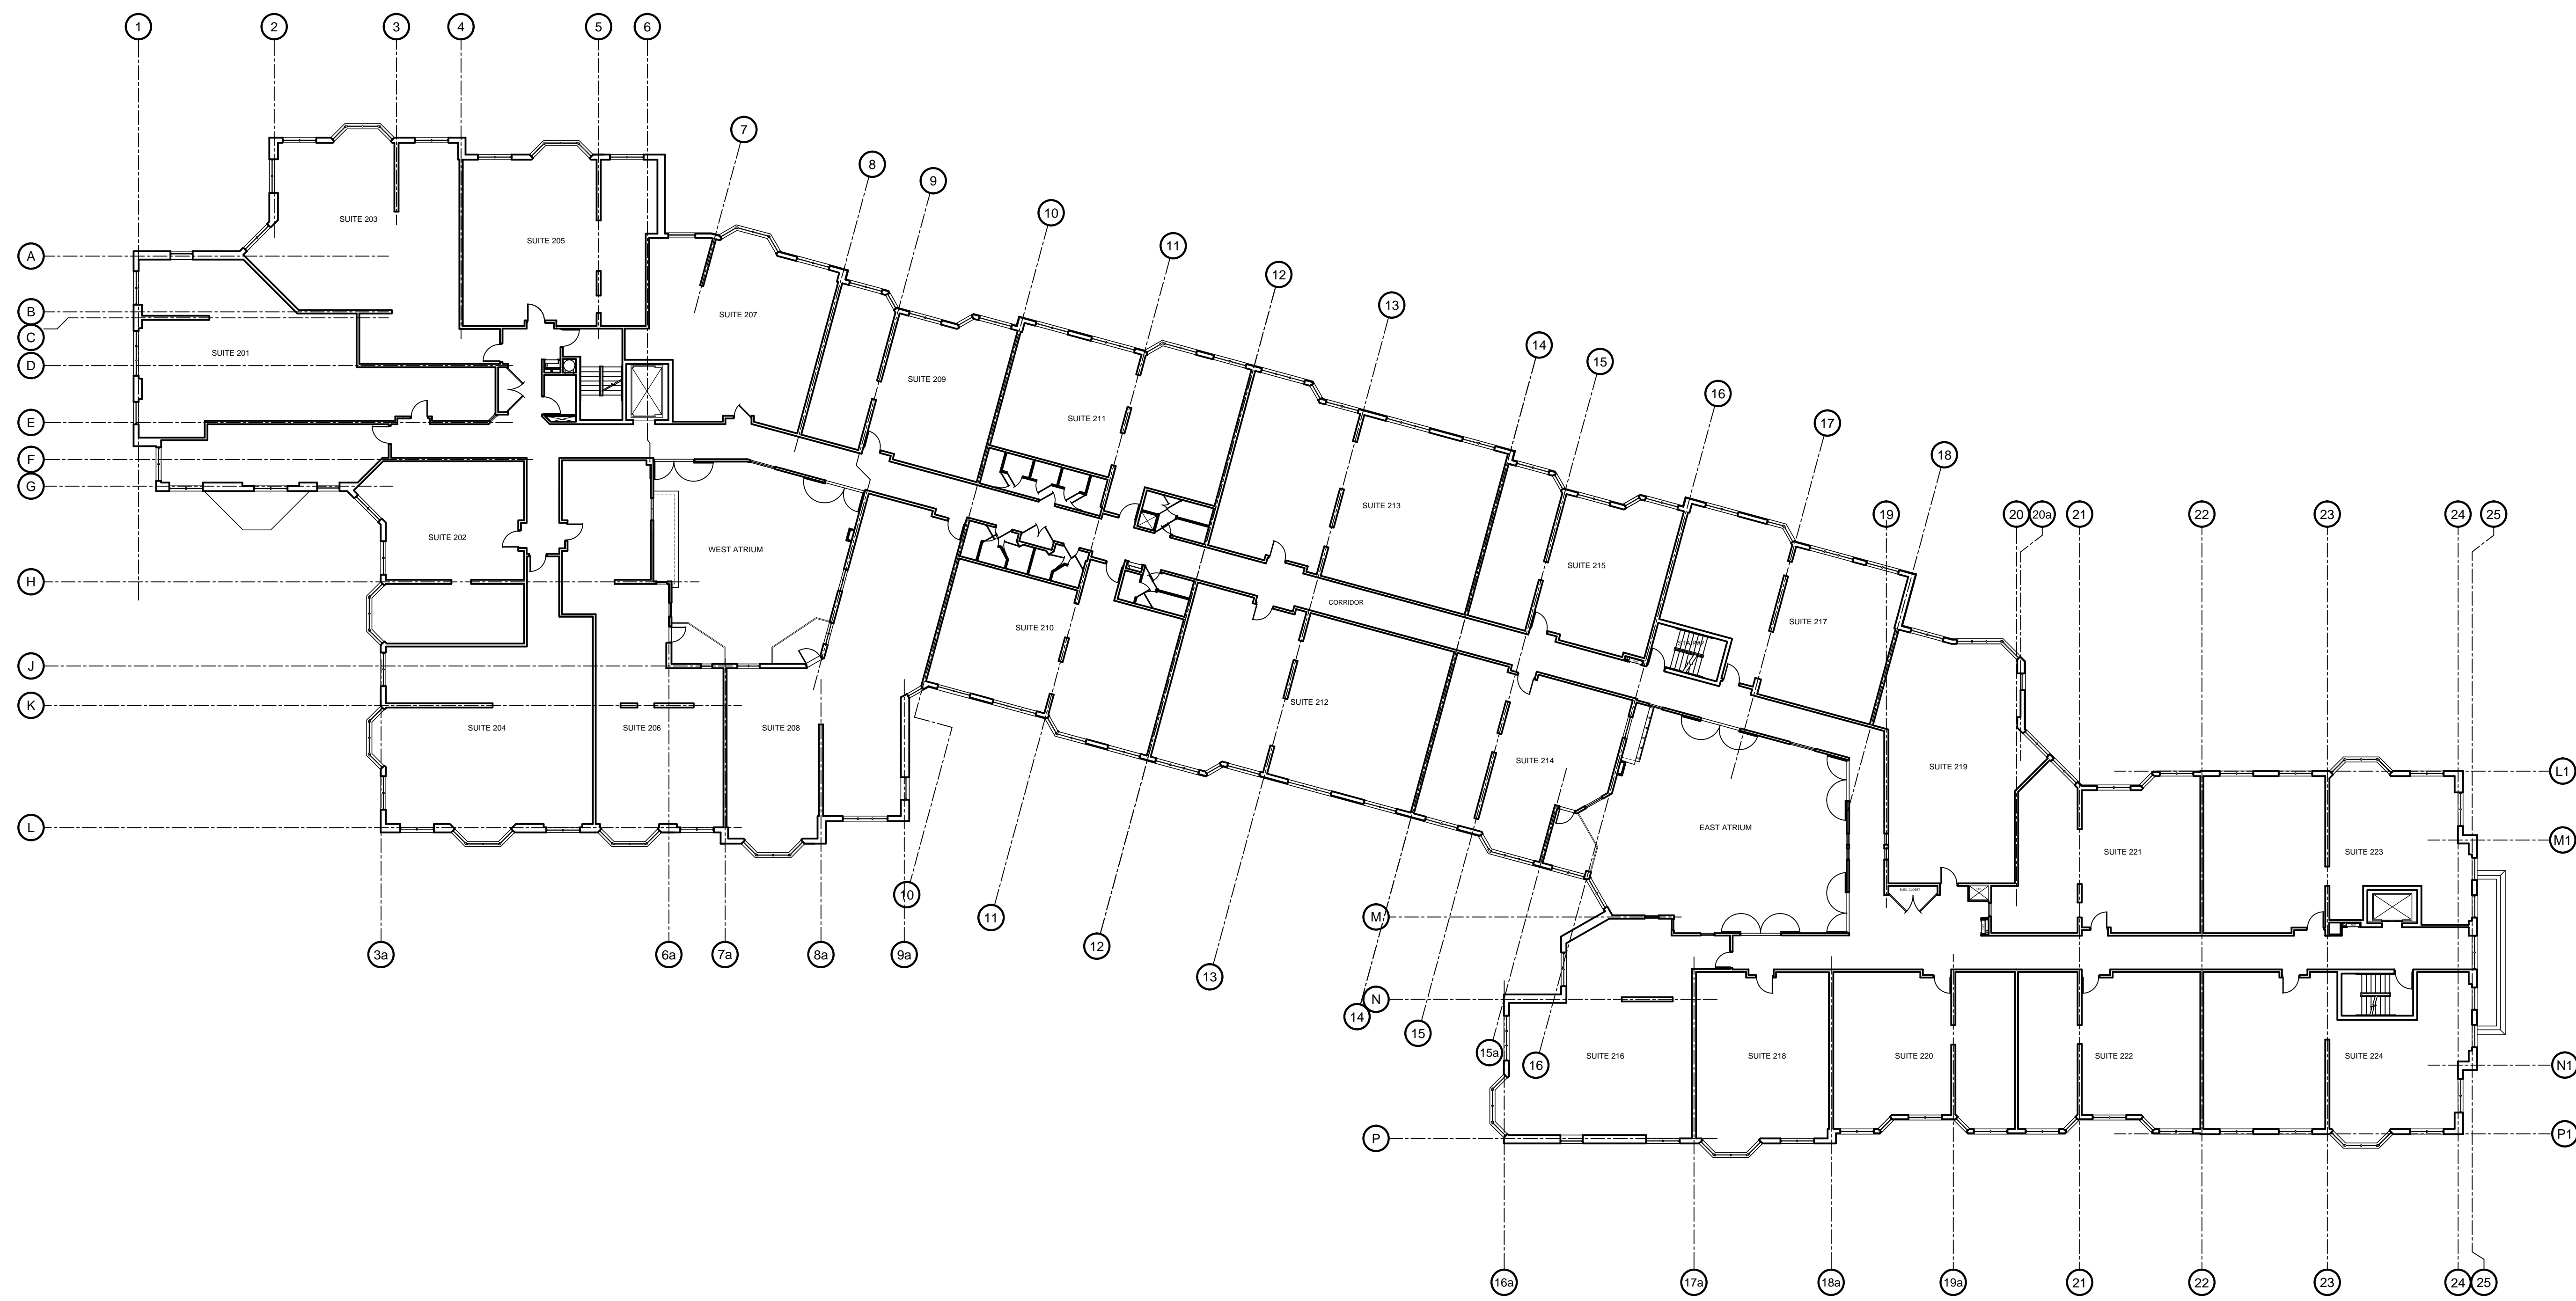 1
2
3
4
5
6
7
8
9
10
11
12
13
14
15
16
17
18
19
20
20a
21
22
23
24
25
A
B
C
D
E
F
G
H
J
K
L
SUITE 203
SUITE 205
SUITE 207
SUITE 201
SUITE 209
SUITE 211
SUITE 213
SUITE 202
WEST ATRIUM
SUITE 215
CORRIDOR
SUITE 217
SUITE 210
SUITE 204
SUITE 206
SUITE 208
SUITE 212
SUITE 214
SUITE 219
EAST ATRIUM
SUITE 221
SUITE 223
ELEC. CLOSET
SUITE 216
SUITE 218
SUITE 220
SUITE 222
SUITE 224
L1
M1
N1
P1
M
N
P
3a
6a
7a
8a
9a
10
11
12
13
14
15
15a
16
16a
17a
18a
19a
21
22
23
24
25